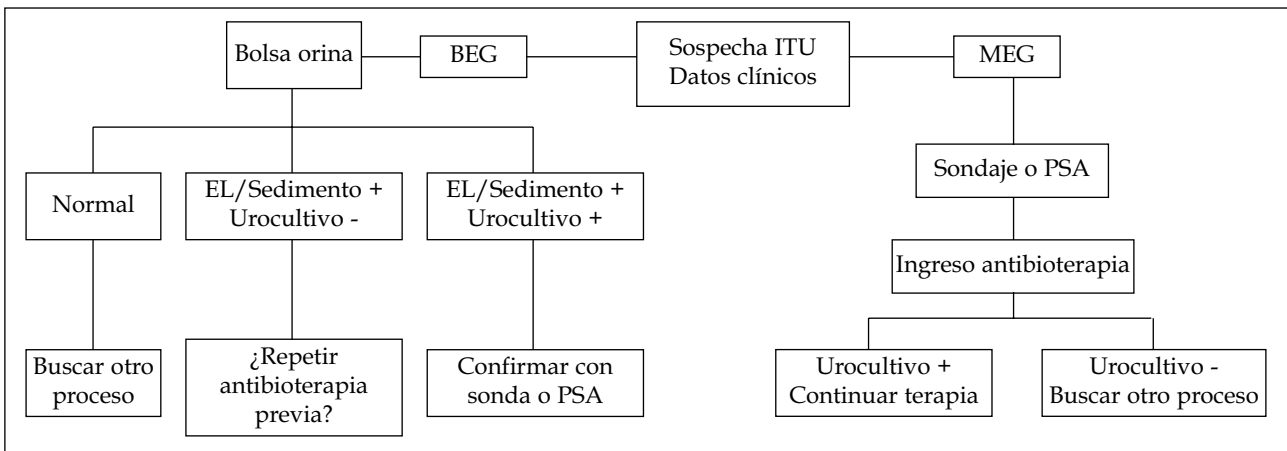 Bolsa orina
BEG
Sospecha ITU
Datos clínicos
MEG
Normal
EL/Sedimento +
Urocultivo -
EL/Sedimento +
Urocultivo +
Sondaje o PSA
Ingreso antibioterapia
Buscar otro
proceso
¿Repetir
antibioterapia
previa?
Confirmar con
sonda o PSA
Urocultivo +
Continuar terapia
Urocultivo -
Buscar otro proceso